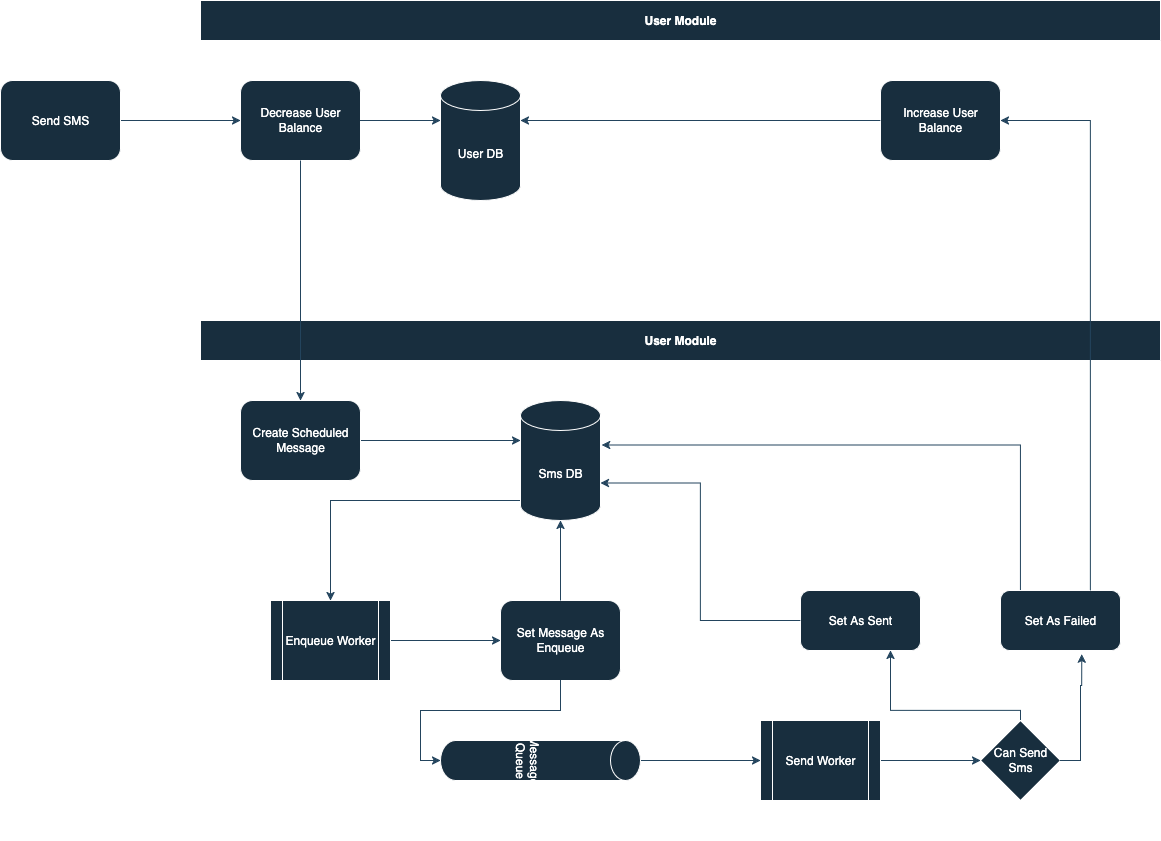 User Module
Send SMS
Decrease User
Balance
User DB
Increase User
Balance
User Module
Create Scheduled
Message
Sms DB
Enqueue Worker
Set Message As
Enqueue
Set As Sent
Set As Failed
Message
Queue
Send Worker
Can Send
Sms